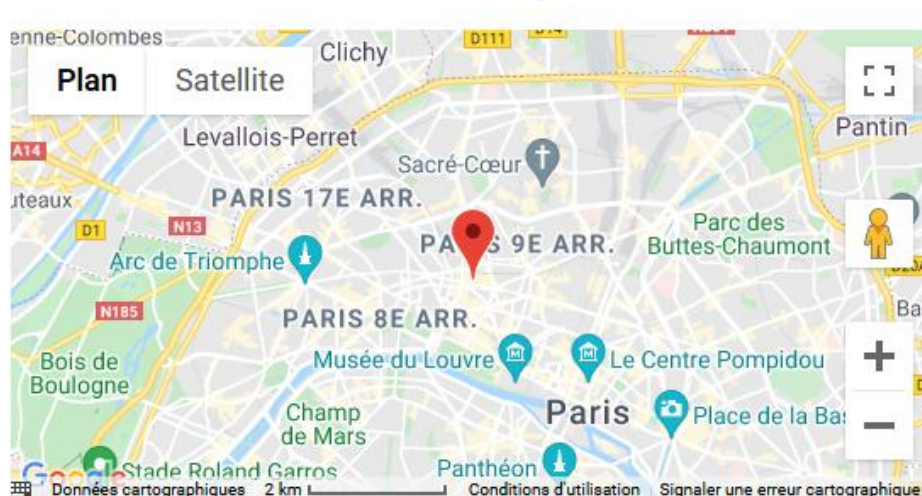 enne-Colombes
Clichy
D111
Plan
Satellite
Levallois-Perret
Pantin
A14
Sacré-Cœur
uteaux
PARIS 17E ARR.
D1
N13
Arc de Triomphe
PA S 9E ARR.
Parc des
Buttes-Chaumont
N185
PARIS 8E ARR.
Ba
Bois de
Boulogne
Musée du Louvre
Le Centre Pompidou
Champ
de Mars
Paris
Place de la Bas
Google
Stade Roland Garros
Panthéon
Données cartographiques
2 km
Conditions d'utilisation
Signaler une erreur cartographique